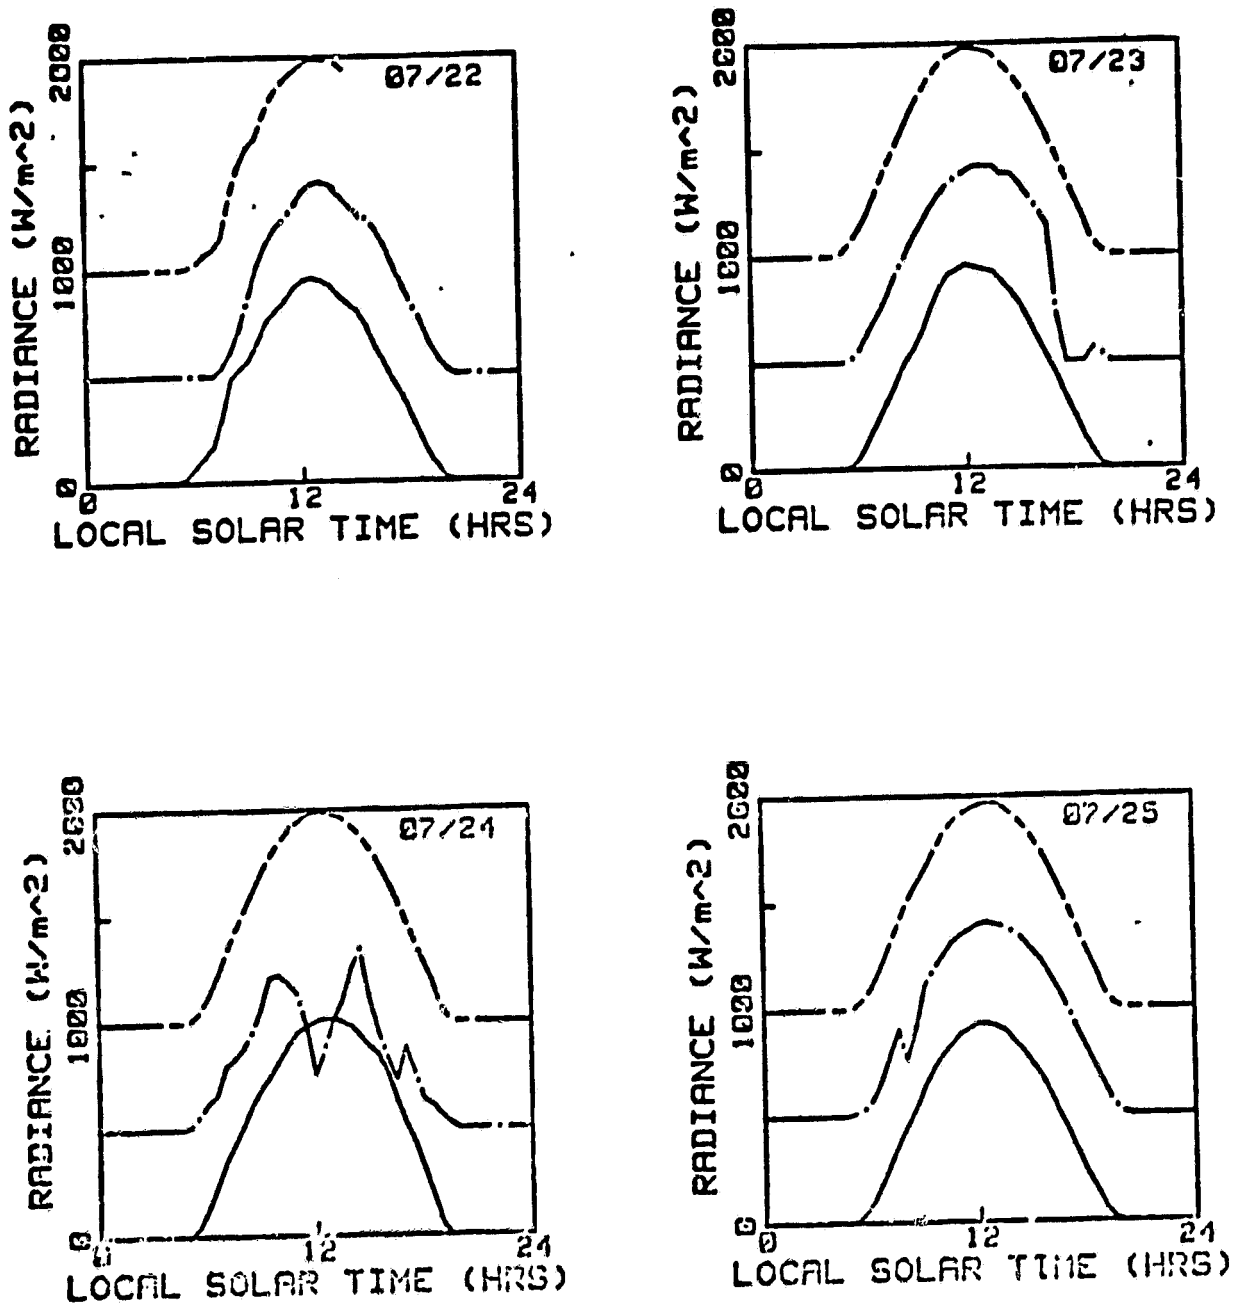 2000
1000
0
RADIANCE (W/m^2)
07/22
0 12 24
LOCAL SOLAR TIME (HRS)
2000
1000
0
RADIANCE (W/m^2)
07/23
0 12 24
LOCAL SOLAR TIME (HRS)
2000
1000
0
RADIANCE (W/m^2)
07/24
0 12 24
LOCAL SOLAR TIME (HRS)
2000
1000
0
RADIANCE (W/m^2)
07/25
0 12 24
LOCAL SOLAR TIME (HRS)